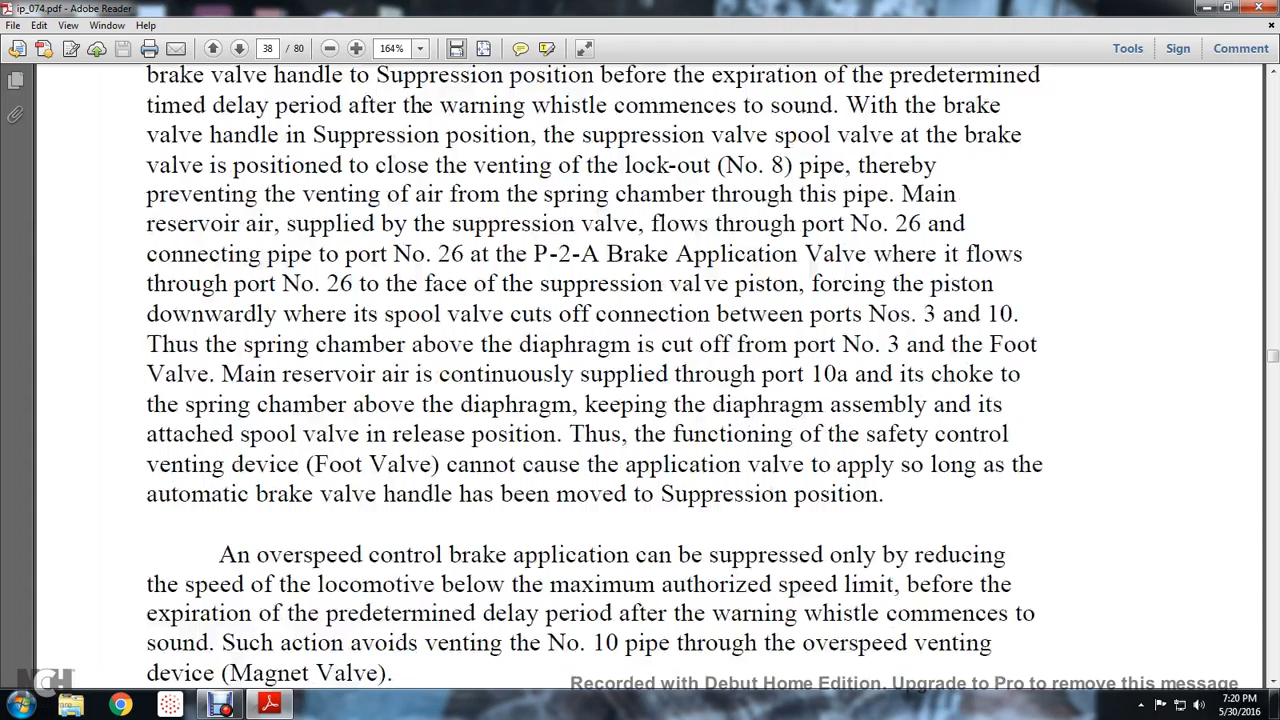 ip_074.pdf - Adobe Reader
File Edit View Window Help
38 / 80 164% Tools Sign Comment
brake valve handle to Suppression position before the expiration of the predetermined
timed delay period after the warning whistle commences to sound. With the brake
valve handle in Suppression position, the suppression valve spool valve at the brake
valve is positioned to close the venting of the lock-out (No. 8) pipe, thereby
preventing the venting of air from the spring chamber through this pipe. Main
reservoir air, supplied by the suppression valve, flows through port No. 26 and
connecting pipe to port No. 26 at the P-2-A Brake Application Valve where it flows
through port No. 26 to the face of the suppression val ve piston, forcing the piston
downwardly where its spool valve cuts off connection between ports Nos. 3 and 10.
Thus the spring chamber above the diaphragm is cut off from port No. 3 and the Foot
Valve. Main reservoir air is continuously supplied through port 10a and its choke to
the spring chamber above the diaphragm, keeping the diaphragm assembly and its
attached spool valve in release position. Thus, the functioning of the safety control
venting device (Foot Valve) cannot cause the application valve to apply so long as the
automatic brake valve handle has been moved to Suppression position.
An overspeed control brake application can be suppressed only by reducing
the speed of the locomotive below the maximum authorized speed limit, before the
expiration of the predetermined delay period after the warning whistle commences to
sound. Such action avoids venting the No. 10 pipe through the overspeed venting
device (Magnet Valve).
NCH
Recorded with Debut Home Edition. Upgrade to Pro to remove this message
7:20 PM
5/30/2016